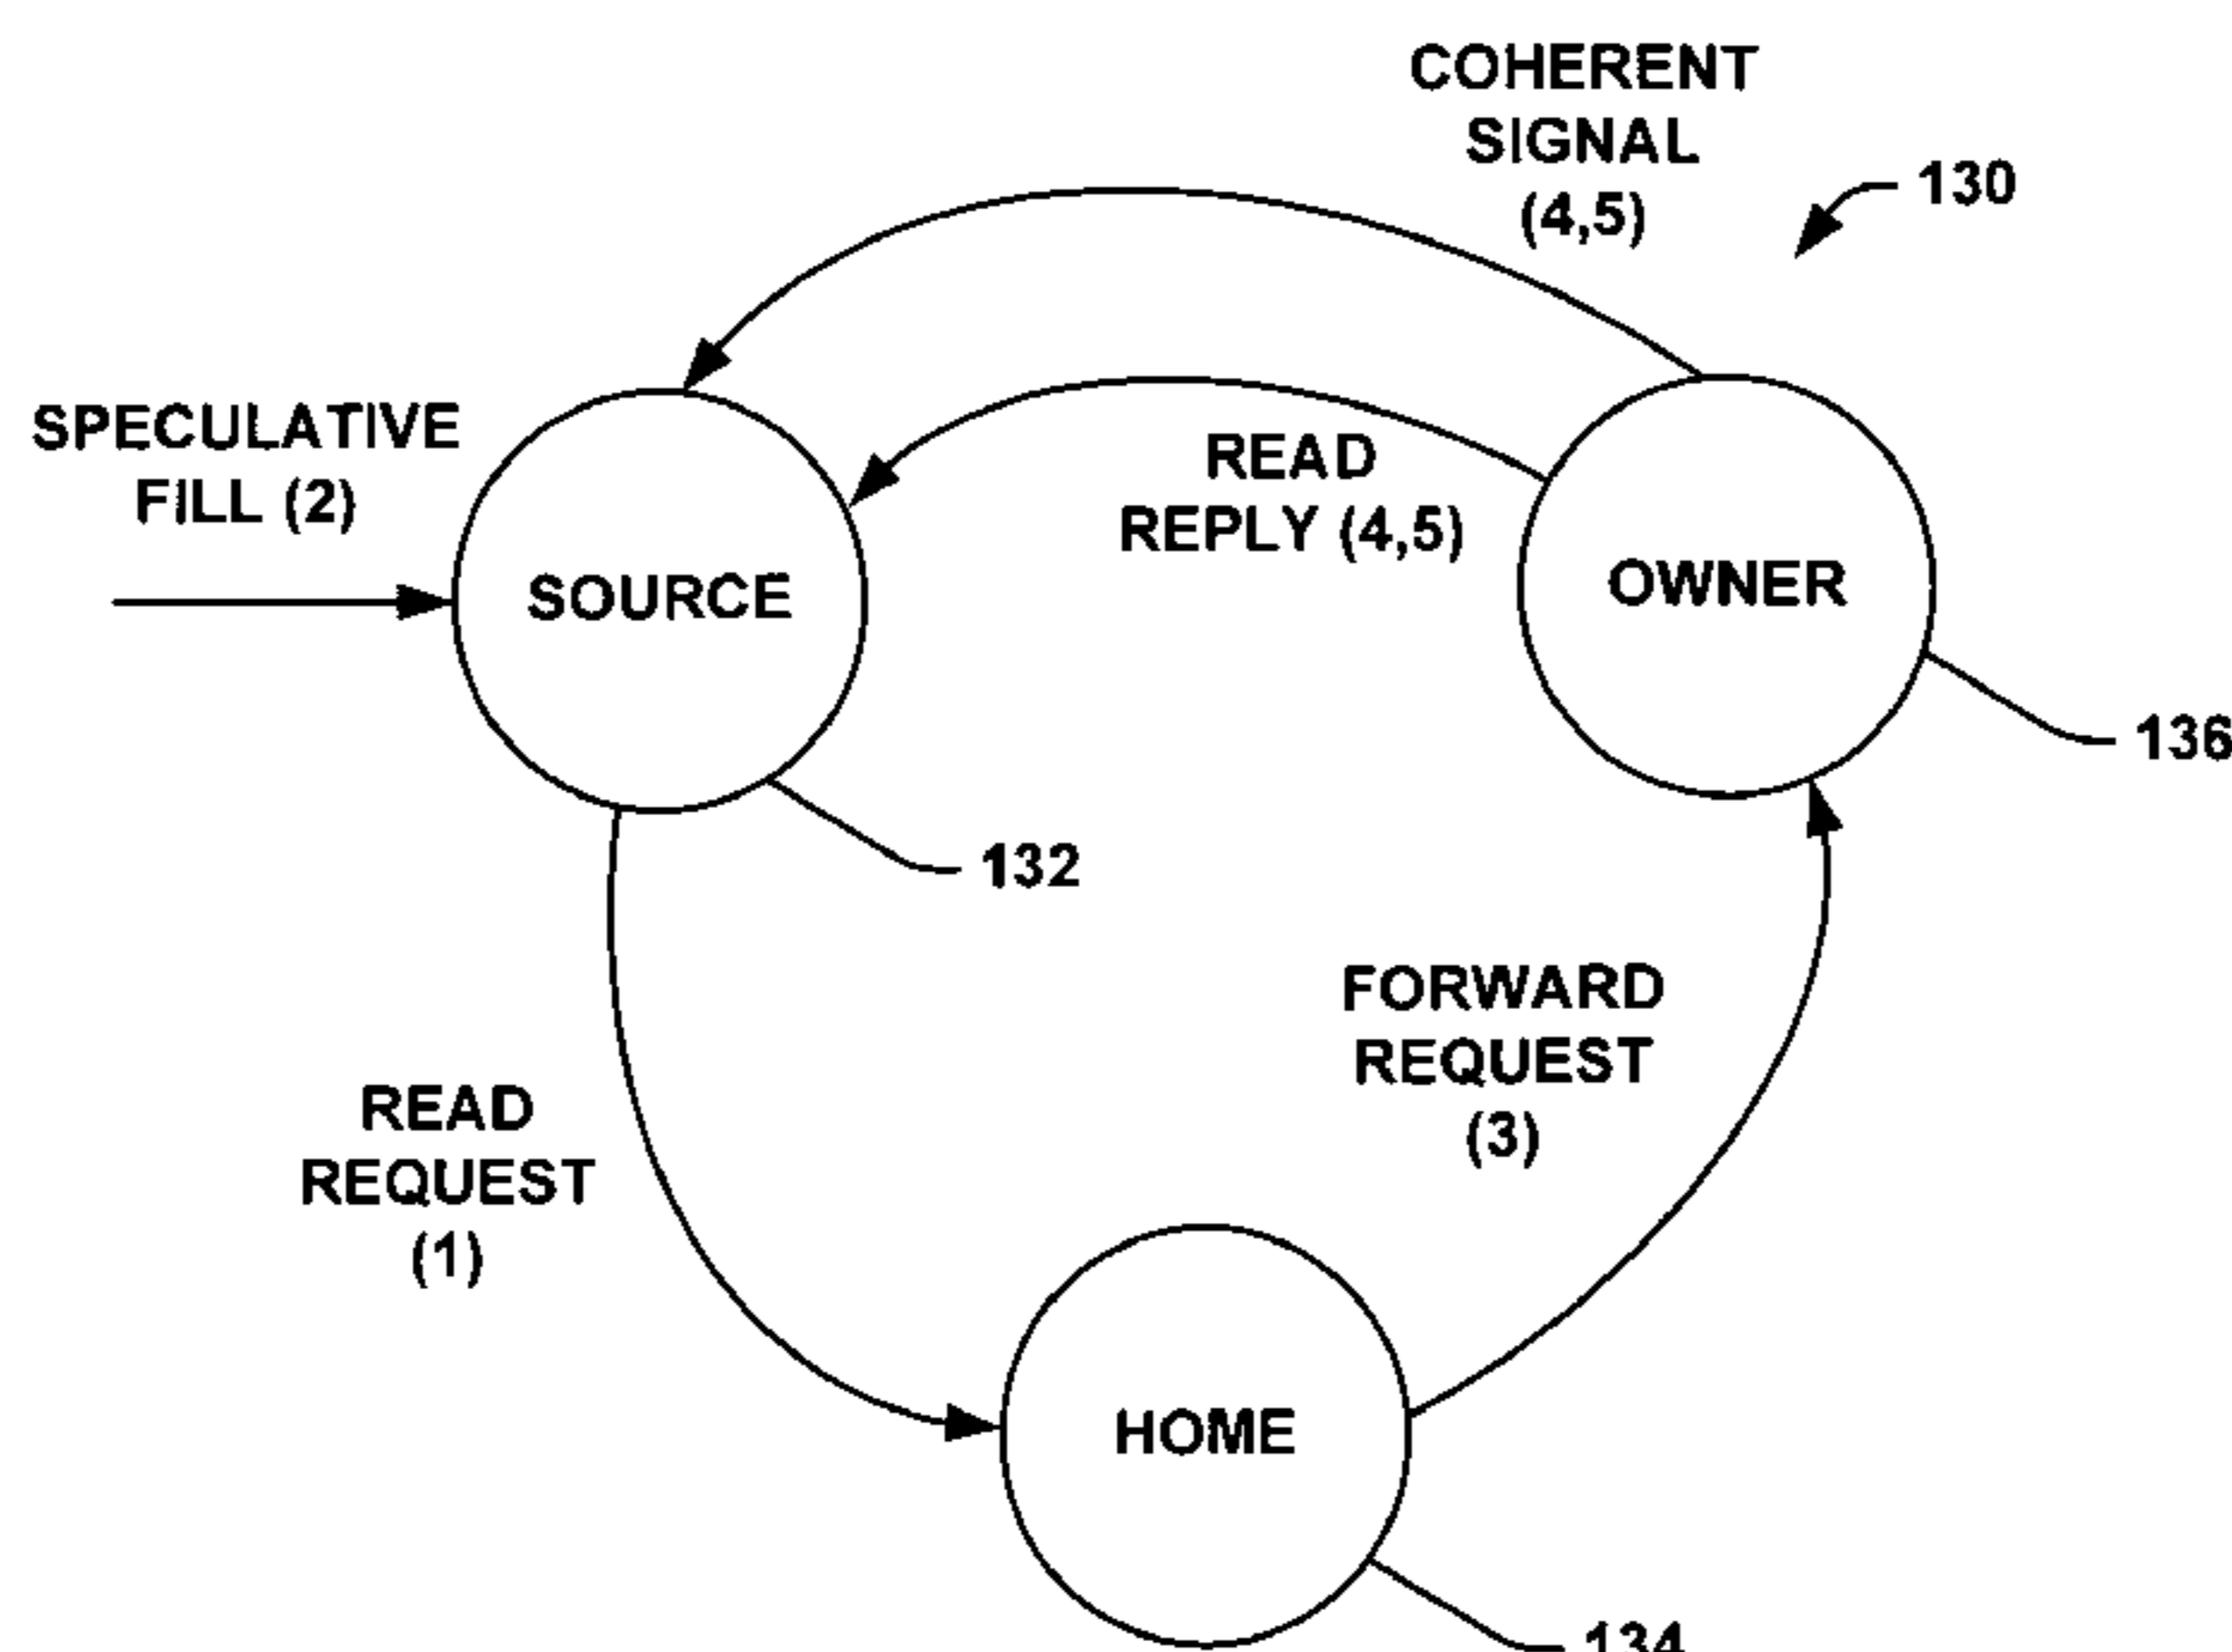 COHERENT
SIGNAL
(4,5)
130
SPECULATIVE
FILL (2)
READ
REPLY (4,5)
SOURCE
OWNER
136
132
FORWARD
REQUEST
(3)
READ
REQUEST
(1)
HOME
134